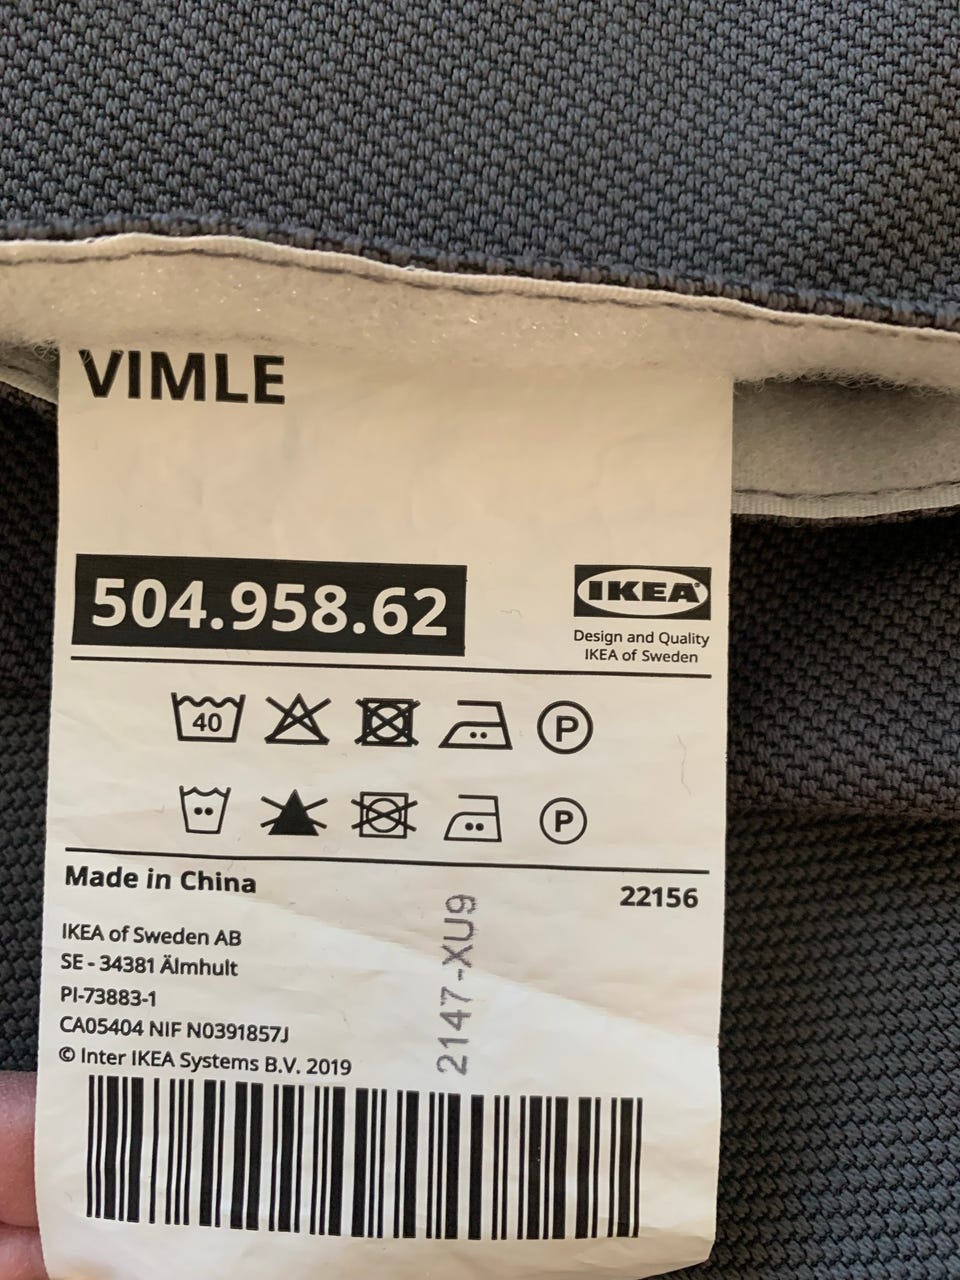 VIMLE
504.958.62
IKEA
Design and Quality
IKEA of Sweden
40
P
P
Made in China
22156
IKEA of Sweden AB
SE - 34381 Älmhult
PI-73883-1
CA05404 NIF N0391857J
© Inter IKEA Systems B.V. 2019
2147-XU9